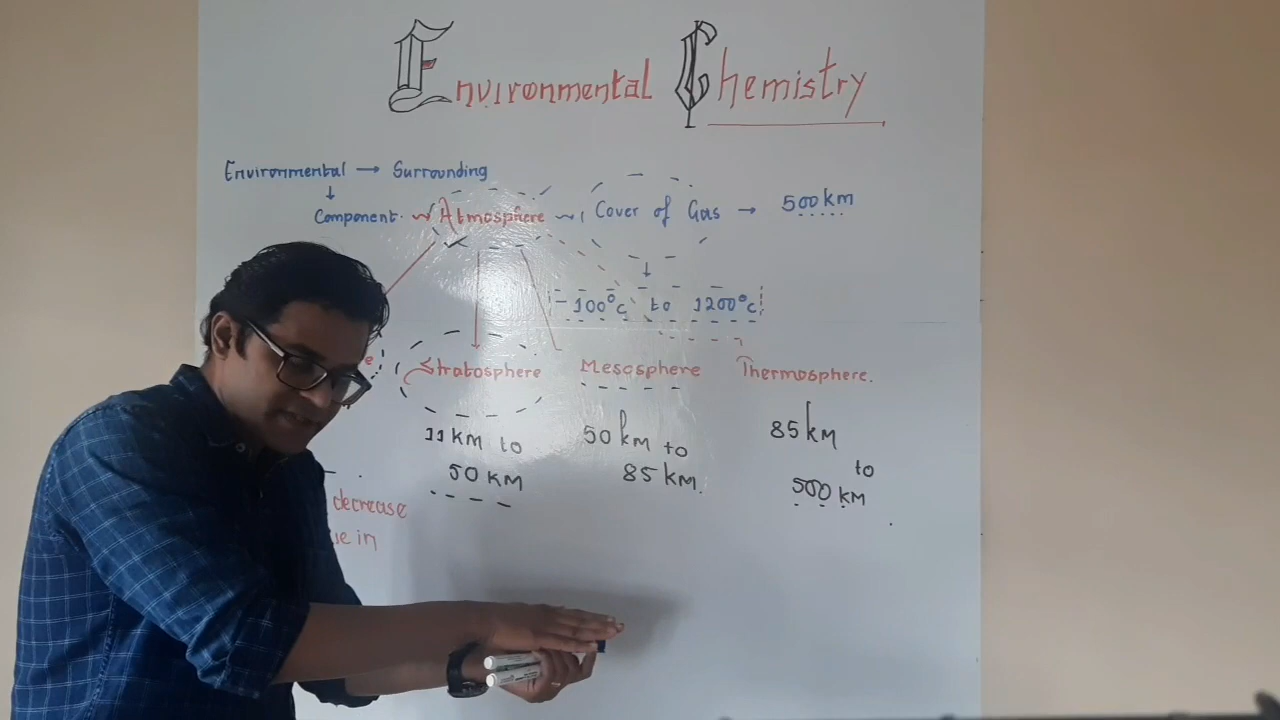 Environmental Chemistry
Environmental → Surrounding
↓
Component. Atmosphere Cover of Gas → 500 km
↓
-100°c to 1200°c
e Stratosphere Mesosphere Thermosphere.
11 KM to 50 km to 85 km
50 KM 85 km. to
500 km
decrease
in